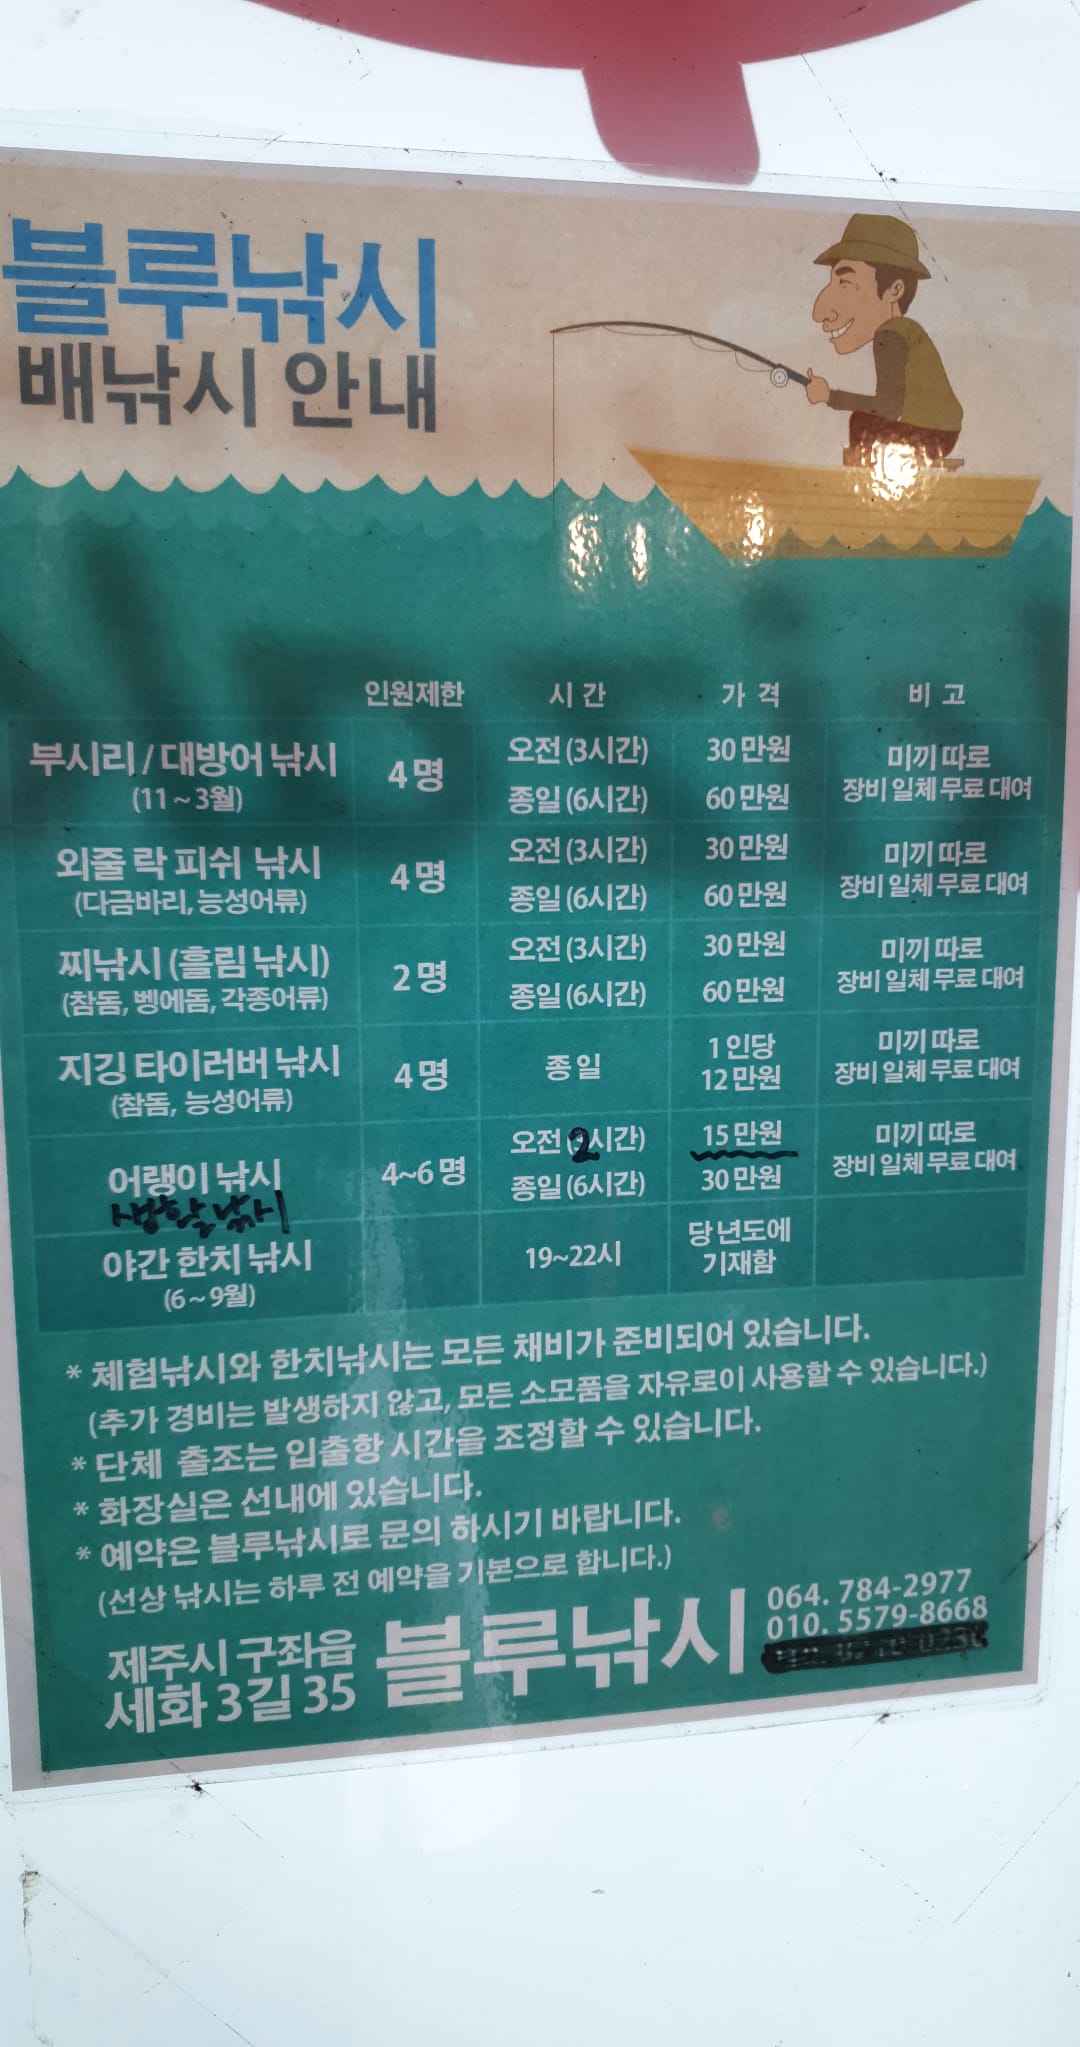 블루낚시
배낚시 안내
인원제한 시 간 가 격 비 고
부시리 / 대방어 낚시
(11 ~ 3월)
4 명
오전 (3시간) 30 만원
종일 (6시간) 60 만원
미끼 따로
장비 일체 무료 대여
외줄 락 피쉬 낚시
(다금바리, 능성어류)
4 명
오전 (3시간) 30 만원
종일 (6시간) 60 만원
미끼 따로
장비 일체 무료 대여
찌낚시 (흘림 낚시)
(참돔, 벵에돔, 각종어류)
2 명
오전 (3시간) 30 만원
종일 (6시간) 60 만원
미끼 따로
장비 일체 무료 대여
지깅 타이러버 낚시
(참돔, 능성어류)
4 명
종 일
1 인당
12 만원
미끼 따로
장비 일체 무료 대여
어랭이 낚시
생활낚시
4~6 명
오전 (2시간) 15 만원
종일 (6시간) 30 만원
미끼 따로
장비 일체 무료 대여
야간 한치 낚시
(6 ~ 9월)
19~22시
당 년도에
기재함
* 체험낚시와 한치낚시는 모든 채비가 준비되어 있습니다.
(추가 경비는 발생하지 않고, 모든 소모품을 자유로이 사용할 수 있습니다.)
* 단체 출조는 입출항 시간을 조정할 수 있습니다.
* 화장실은 선내에 있습니다.
* 예약은 블루낚시로 문의 하시기 바랍니다.
(선상 낚시는 하루 전 예약을 기본으로 합니다.)
제주시 구좌읍
세화 3길 35
블루낚시
064. 784-2977
010. 5579-8668